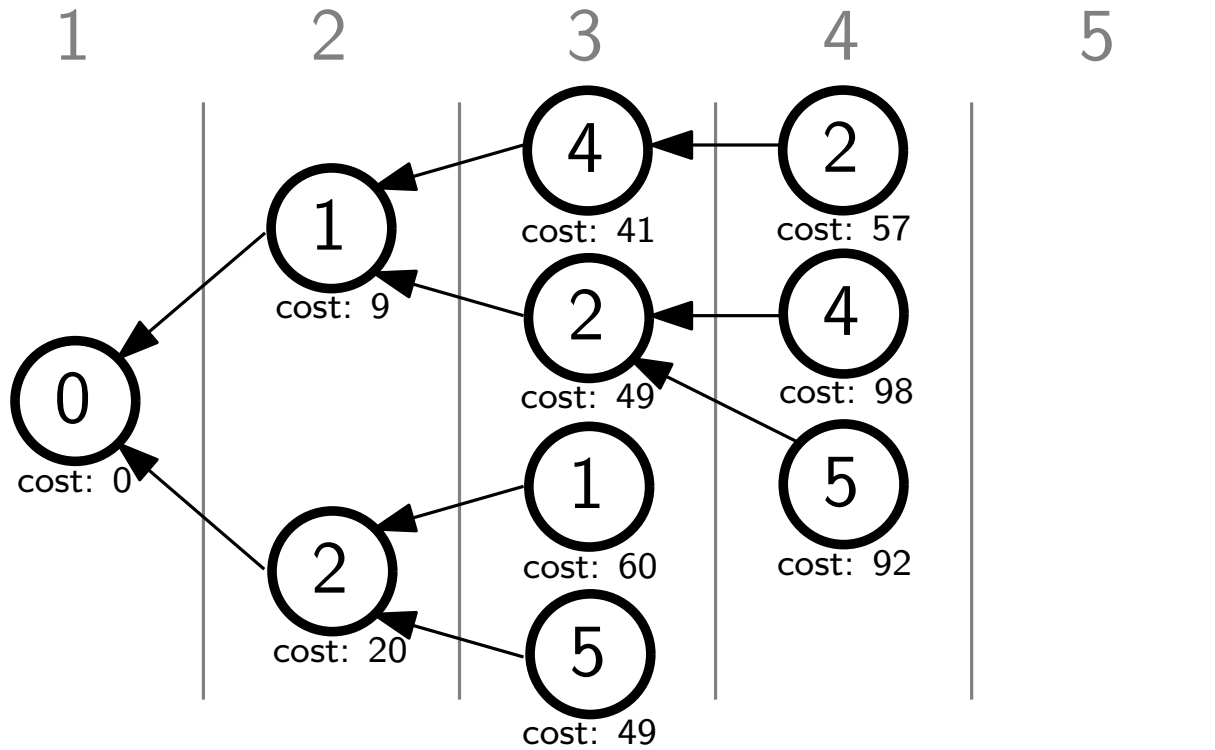 1 2 3 4 5
4
cost: 41
2
cost: 57
1
cost: 9
2
cost: 49
4
cost: 98
0
cost: 0
1
cost: 60
5
cost: 92
2
cost: 20
5
cost: 49